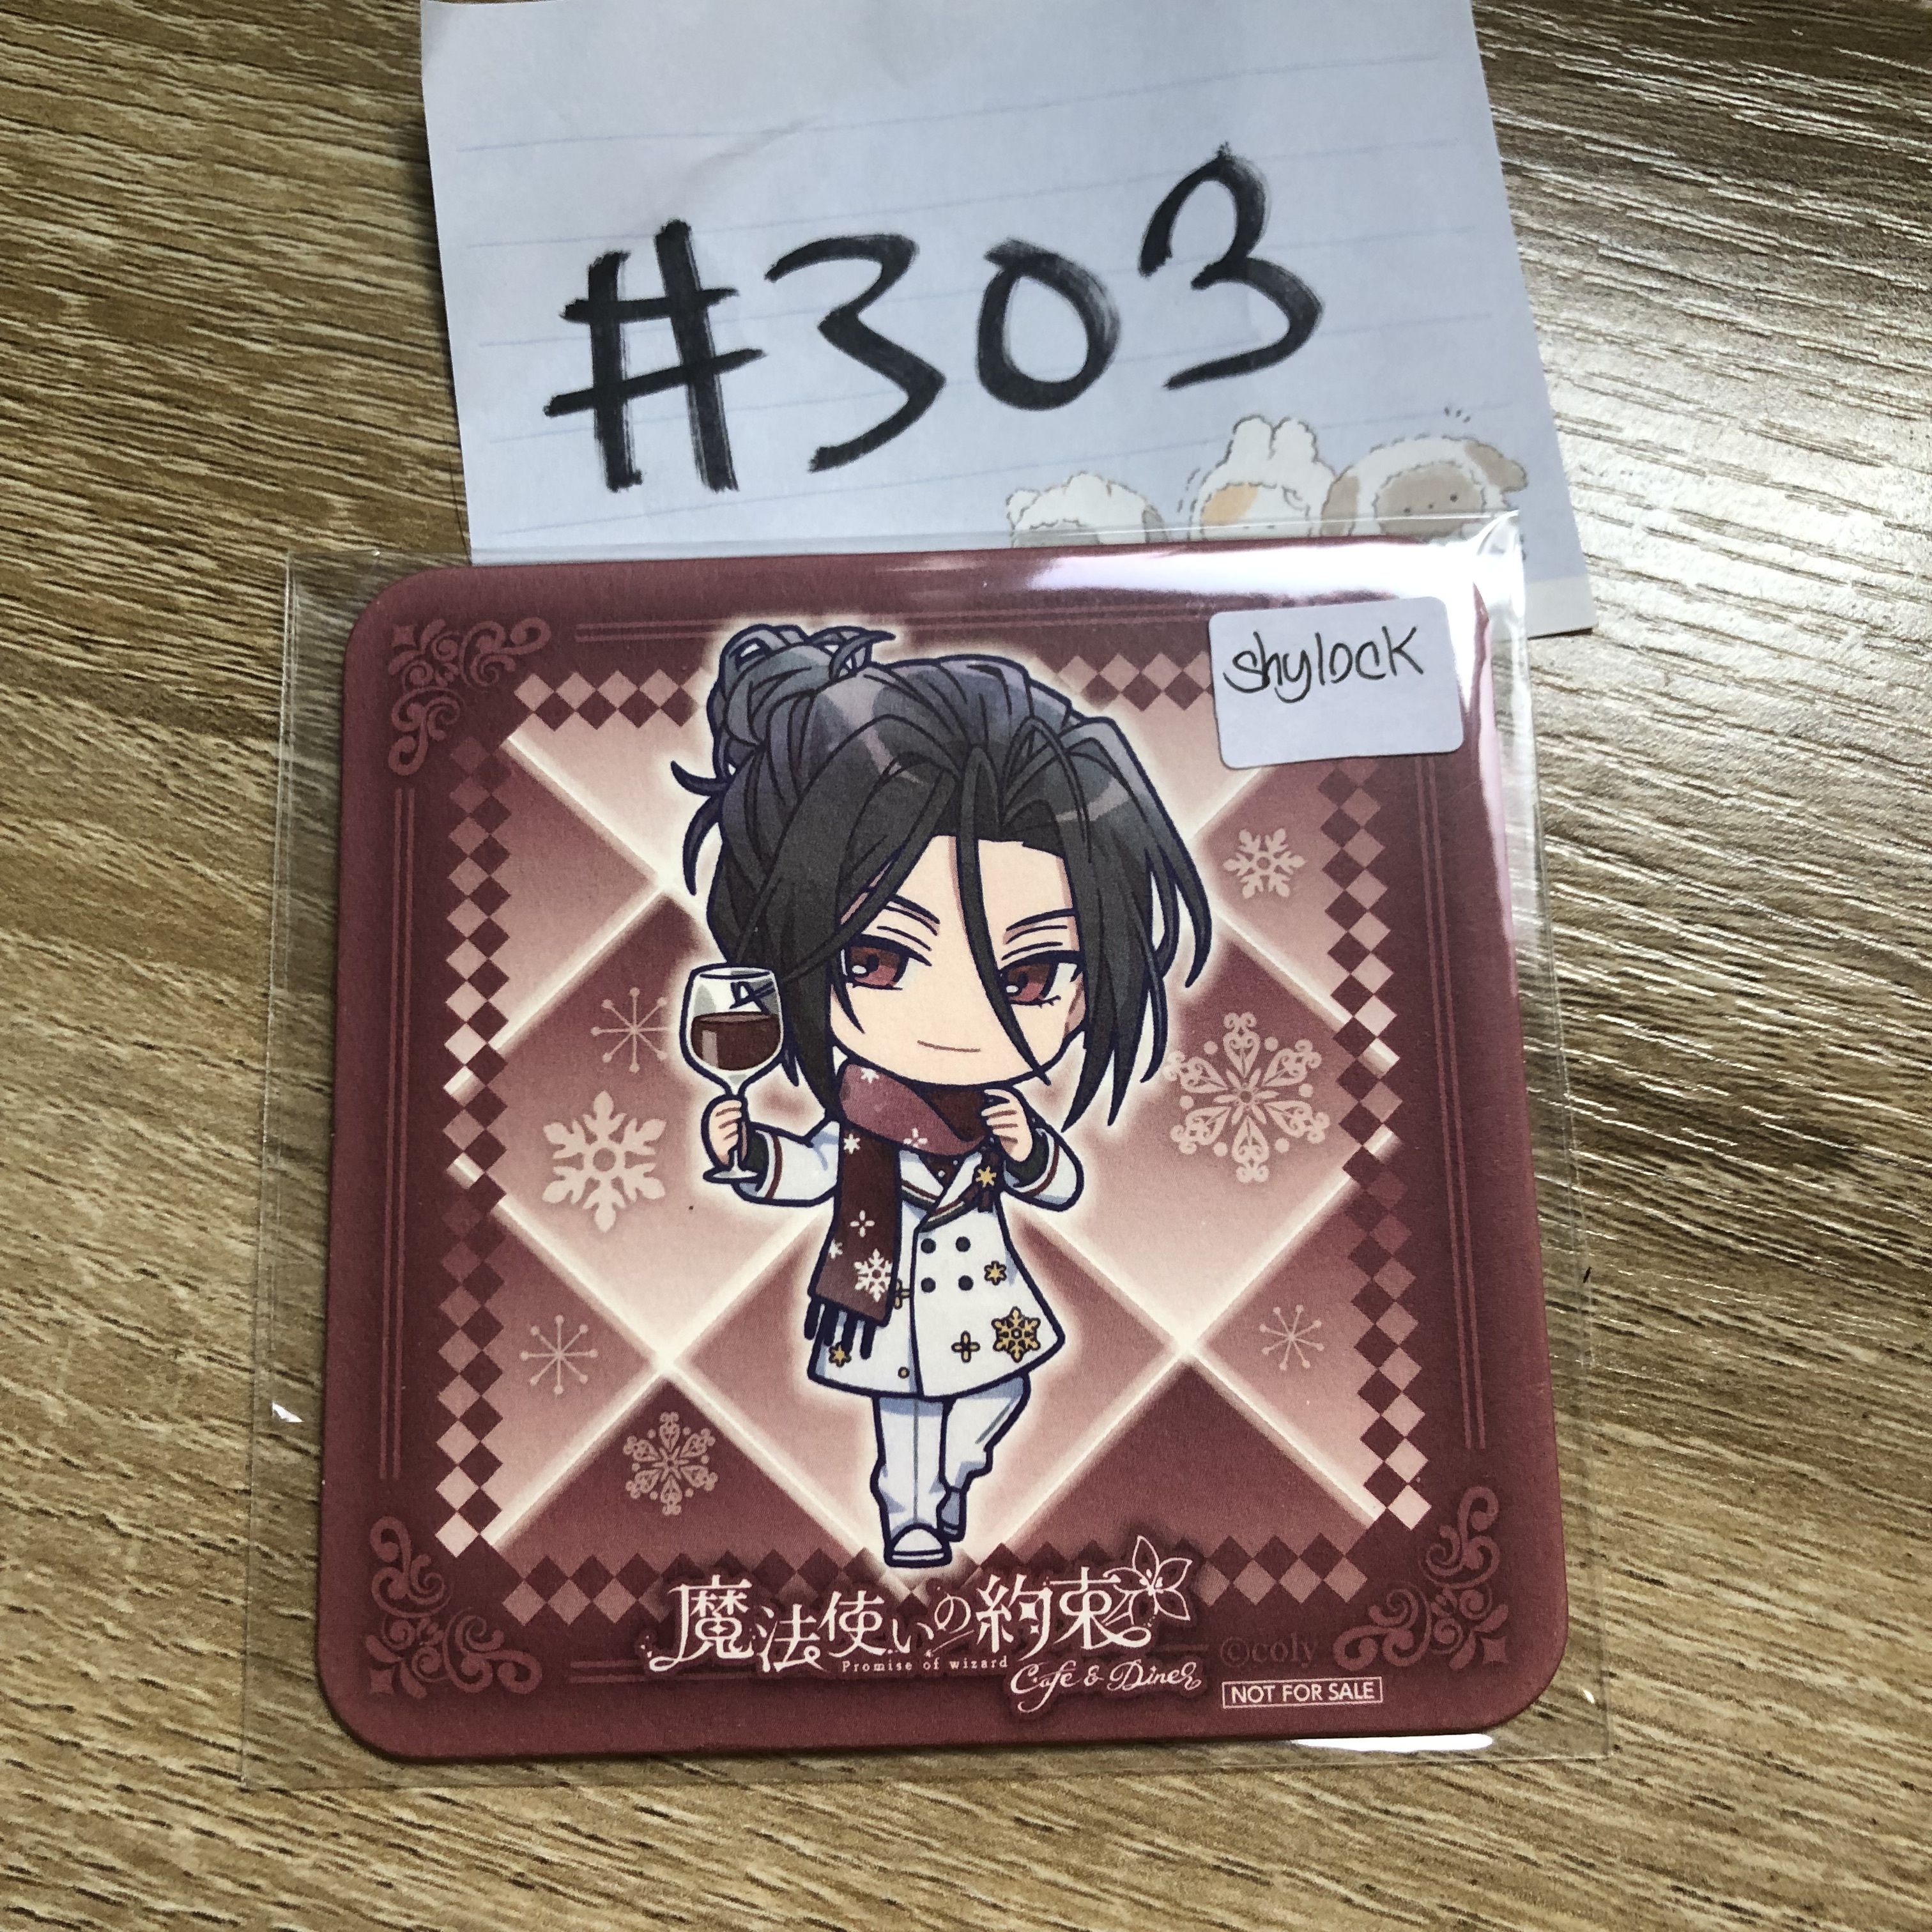 #303
shylock
魔法使いの約束
Promise of wizard
Cafe & Diner
©coly
NOT FOR SALE